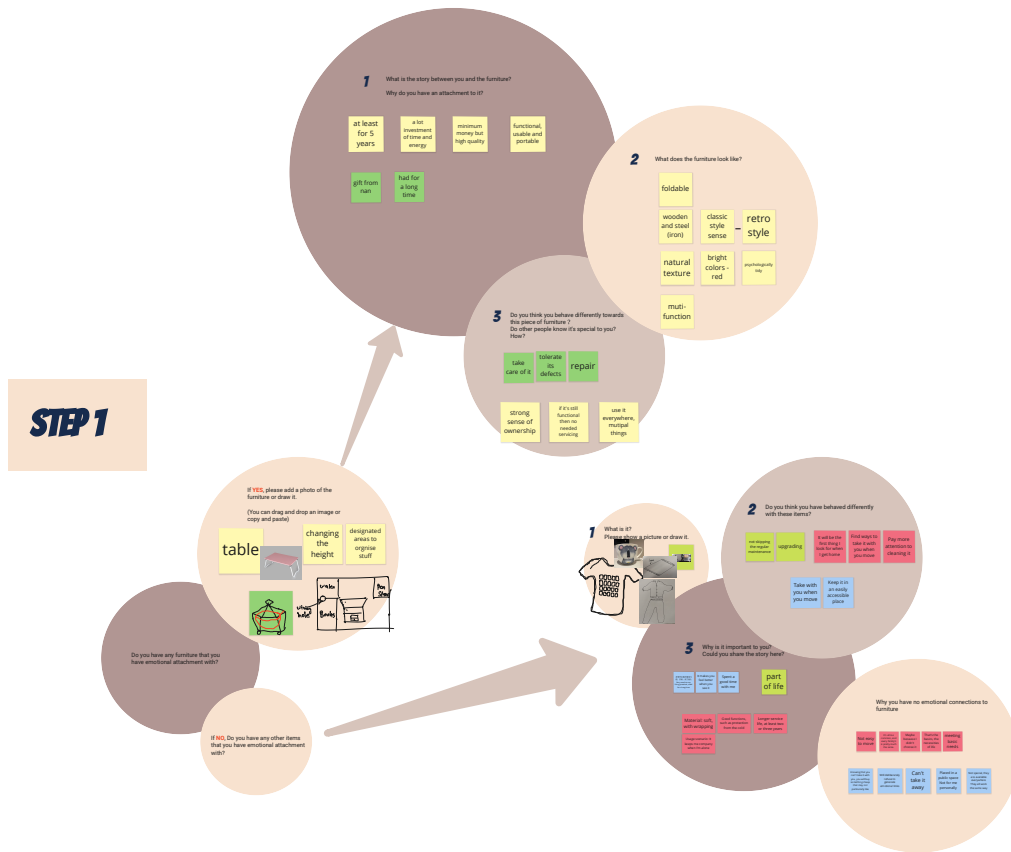 STEP 1
Do you have any furniture that you
have emotional attachment with?
If YES, please add a photo of the
furniture or draw it.
(You can drag and drop an image or
copy and paste)
table
changing
the
height
designated
areas to
orgnise
stuff
If NO, Do you have any other items
that you have emotional attachment
with?
1
What is the story between you and the furniture?
Why do you have an attachment to it?
at least
for 5
years
a lot
investment
of time and
energy
minimum
money but
high quality
functional,
usable and
portable
gift from
nan
had for
a long
time
2
What does the furniture look like?
foldable
wooden
and steel
(iron)
classic
style
sense
–
retro
style
natural
texture
bright
colors -
red
psychologically
tidy
muti-
function
3
Do you think you behave differently towards
this piece of furniture ?
Do other people know it's special to you?
How?
take
care of it
tolerate
its
defects
repair
strong
sense of
ownership
if it's still
functional
then no
needed
servicing
use it
everywhere,
mutipal
things
1
What is it?
Please show a picture or draw it.
2
Do you think you have behaved differently
with these items?
not skipping
the regular
maintenance
upgrading
It will be the
first thing I
look for when
I get home
Find ways to
take it with
you when
you move
Pay more
attention to
cleaning it
Take with
you when
you move
Keep it in
an easily
accessible
place
3
Why is it important to you?
Could you share the story here?
Spent a
good time
with me
part
of life
Material: soft,
with wrapping
Longer service
life, at least two
or three years
Why you have no emotional connections to
furniture
Not easy
to move
meeting
basic
needs
Can't
take it
away
Placed in a
public space
Not for me
personally